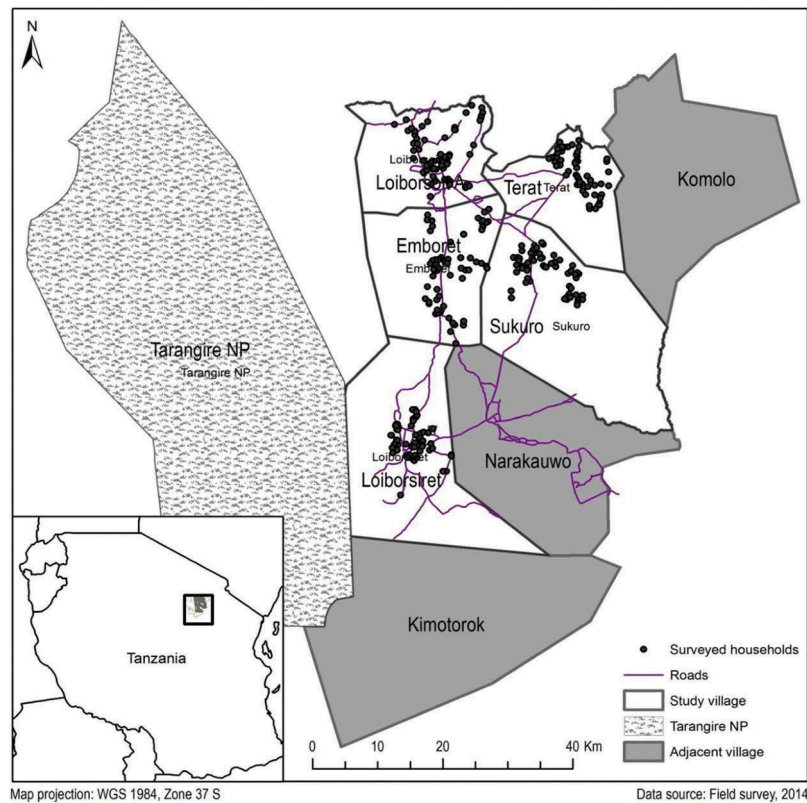 N
Komolo
Terat
Terat
Emboret
Sukuro
Sukuro
Tarangire NP
Tarangire NP
Narakauwo
Loiborsiret
Kimotorok
Tanzania
Surveyed households
Roads
Study village
Tarangire NP
Adjacent village
0 10 20 40 Km
Map projection: WGS 1984, Zone 37 S
Data source: Field survey, 2014